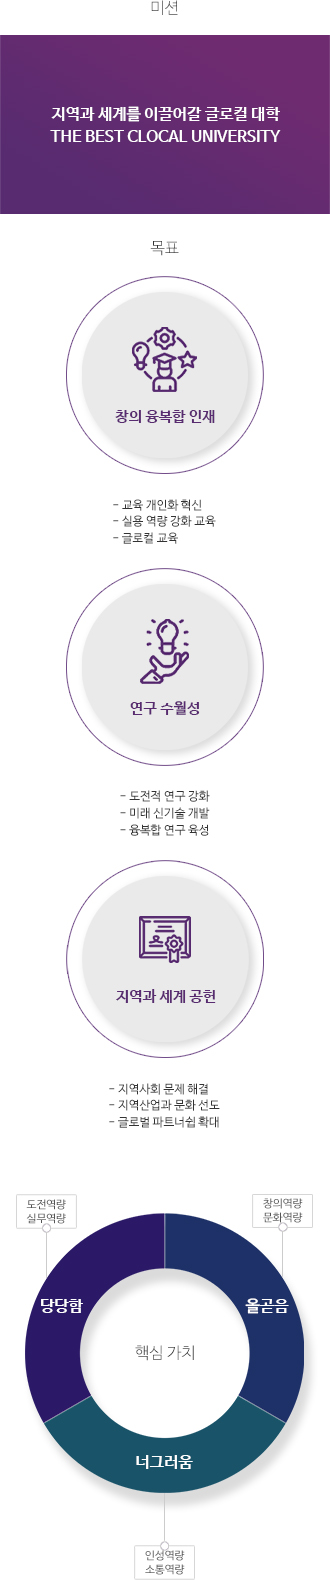 미션
지역과 세계를 이끌어갈 글로컬 대학
THE BEST CLOCAL UNIVERSITY
목표
창의 융복합 인재
- 교육 개인화 혁신
- 실용 역량 강화 교육
- 글로컬 교육
연구 수월성
- 도전적 연구 강화
- 미래 신기술 개발
- 융복합 연구 육성
지역과 세계 공헌
- 지역사회 문제 해결
- 지역산업과 문화 선도
- 글로벌 파트너쉽 확대
도전역량
실무역량
창의역량
문화역량
당당함
올곧음
핵심 가치
너그러움
인성역량
소통역량